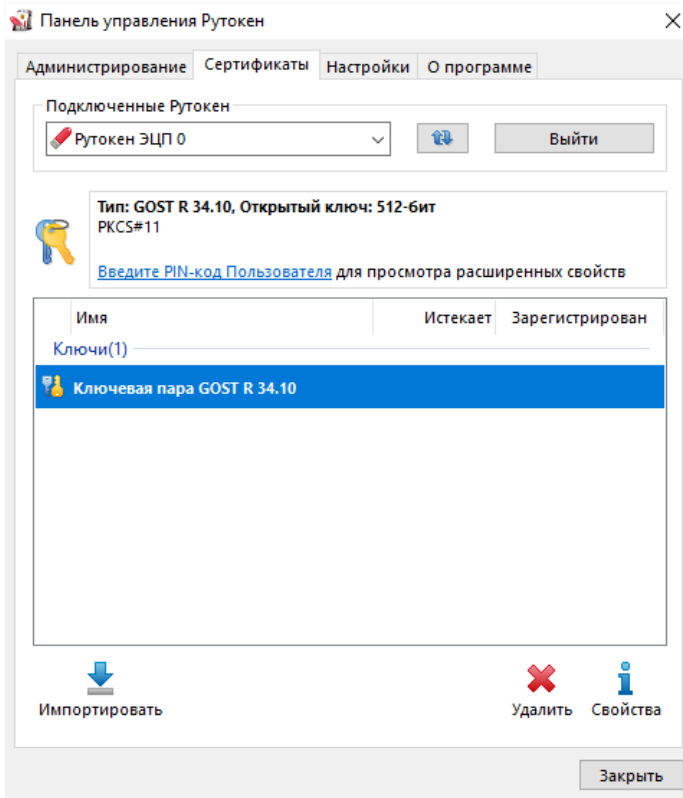 Панель управления Рутокен
Администрирование Сертификаты Настройки О программе
Подключенные Рутокен
Рутокен ЭЦП 0 Выйти
Тип: GOST R 34.10, Открытый ключ: 512-бит
PKCS#11
Введите PIN-код Пользователя для просмотра расширенных свойств
Имя Истекает Зарегистрирован
Ключи(1)
Ключевая пара GOST R 34.10
Импортировать Удалить Свойства
Закрыть